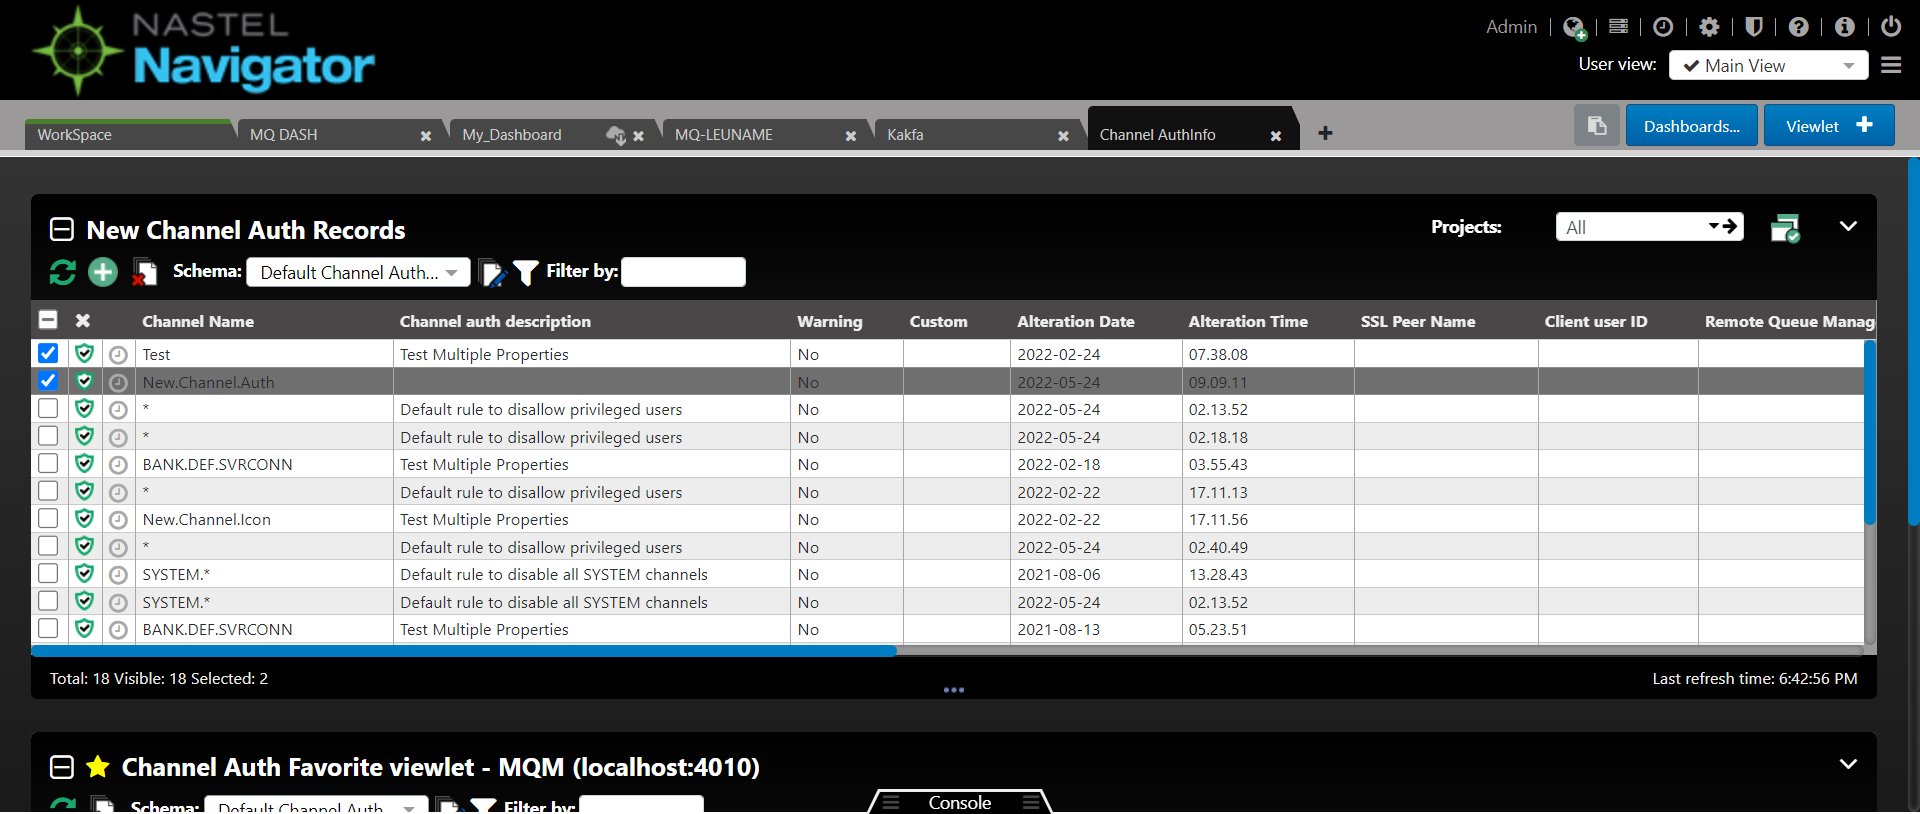 NASTEL
Navigator
Admin
User view: Main View
WorkSpace MQ DASH My_Dashboard MQ-LEUNAME Kakfa Channel AuthInfo Dashboards... Viewlet
New Channel Auth Records Projects: All
Schema: Default Channel Auth... Filter by:
Channel Name Channel auth description Warning Custom Alteration Date Alteration Time SSL Peer Name Client user ID Remote Queue Manag
Test Test Multiple Properties No 2022-02-24 07.38.08
New.Channel.Auth No 2022-05-24 09.09.11
* Default rule to disallow privileged users No 2022-05-24 02.13.52
* Default rule to disallow privileged users No 2022-05-24 02.18.18
BANK.DEF.SVRCONN Test Multiple Properties No 2022-02-18 03.55.43
* Default rule to disallow privileged users No 2022-02-22 17.11.13
New.Channel.Icon Test Multiple Properties No 2022-02-22 17.11.56
* Default rule to disallow privileged users No 2022-05-24 02.40.49
SYSTEM.* Default rule to disable all SYSTEM channels No 2021-08-06 13.28.43
SYSTEM.* Default rule to disable all SYSTEM channels No 2022-05-24 02.13.52
BANK.DEF.SVRCONN Test Multiple Properties No 2021-08-13 05.23.51
Total: 18 Visible: 18 Selected: 2 Last refresh time: 6:42:56 PM
Channel Auth Favorite viewlet - MQM (localhost:4010)
Schema: Default Channel Auth Filter by:
Console